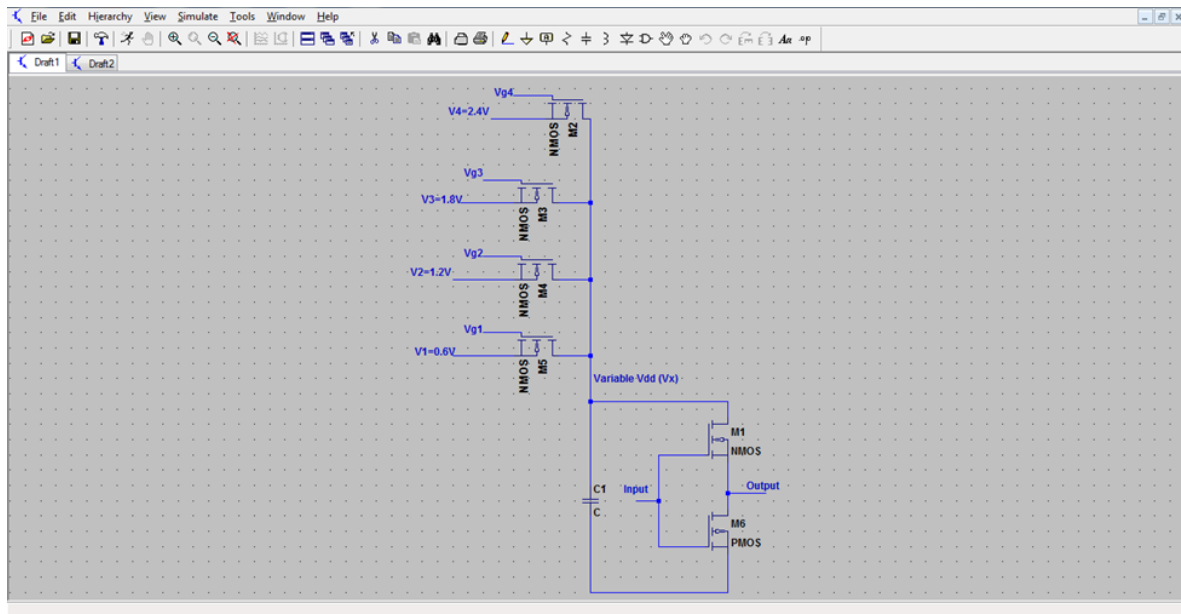 File Edit Hierarchy View Simulate Tools Window Help
Aa .op
Draft1 Draft2
Vg4
V4=2.4V
NMOS M2
Vg3
V3=1.8V
NMOS M3
Vg2
V2=1.2V
NMOS M4
Vg1
V1=0.6V
NMOS M5
Variable Vdd (Vx)
M1
NMOS
C1 Input Output
C
M6
PMOS